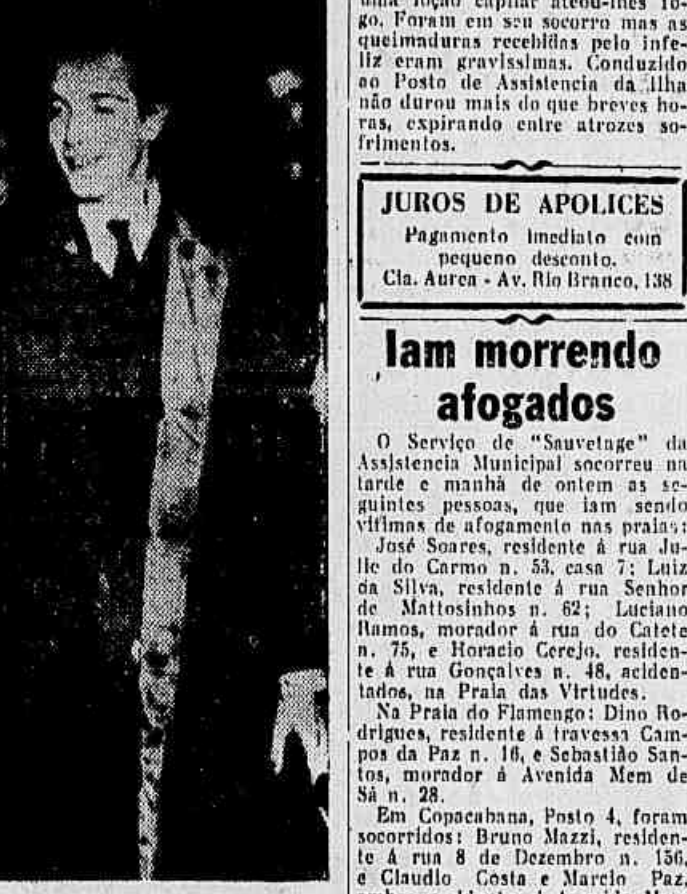 uma loção capilar ateou-lhes fo-
go. Foram em seu socorro mas as
queimaduras recebidas pelo infe-
liz eram gravissimas. Conduzido
ao Posto de Assistencia da Ilha
não durou mais do que breves ho-
ras, expirando entre atrozes so-
frimentos.
JUROS DE APOLICES
Pagamento Imediato com
pequeno desconto.
Cia. Aurea - Av. Rio Branco, 138
Iam morrendo
afogados
O Serviço de "Sauvetage" da
Assistencia Municipal socorreu na
tarde e manhã de ontem as se-
guintes pessoas, que iam sendo
vitimas de afogamento nas praias:
José Soares, residente á rua Ju-
lio do Carmo n. 53, casa 7; Luiz
da Silva, residente á rua Senhor
de Mattosinhos n. 62; Luciano
Ramos, morador á rua do Catete
n. 75, e Horacio Cerejo, residen-
te á rua Gonçalves n. 48, aciden-
tados, na Praia das Virtudes.
Na Praia do Flamengo: Dino Ro-
drigues, residente á travessa Cam-
pos da Paz n. 16, e Sebastião San-
tos, morador á Avenida Mem de
Sá n. 28.
Em Copacabana, Posto 4, foram
socorridos: Bruno Mazzi, residen-
te á rua 8 de Dezembro n. 156,
e Claudio Costa e Marcio Paz,